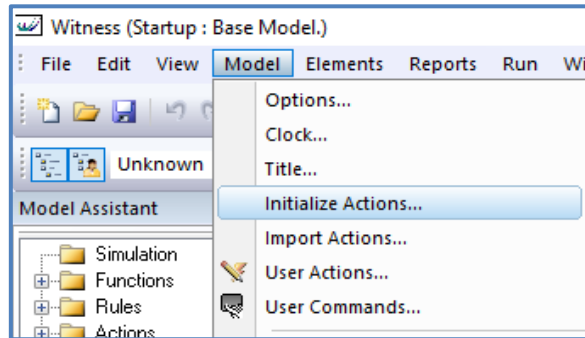 Witness (Startup : Base Model.)
File Edit View Model Elements Reports Run
Options...
Clock...
Unknown
Title...
Model Assistant
Initialize Actions...
Import Actions...
Simulation
User Actions...
Functions
User Commands...
Rules
Actions